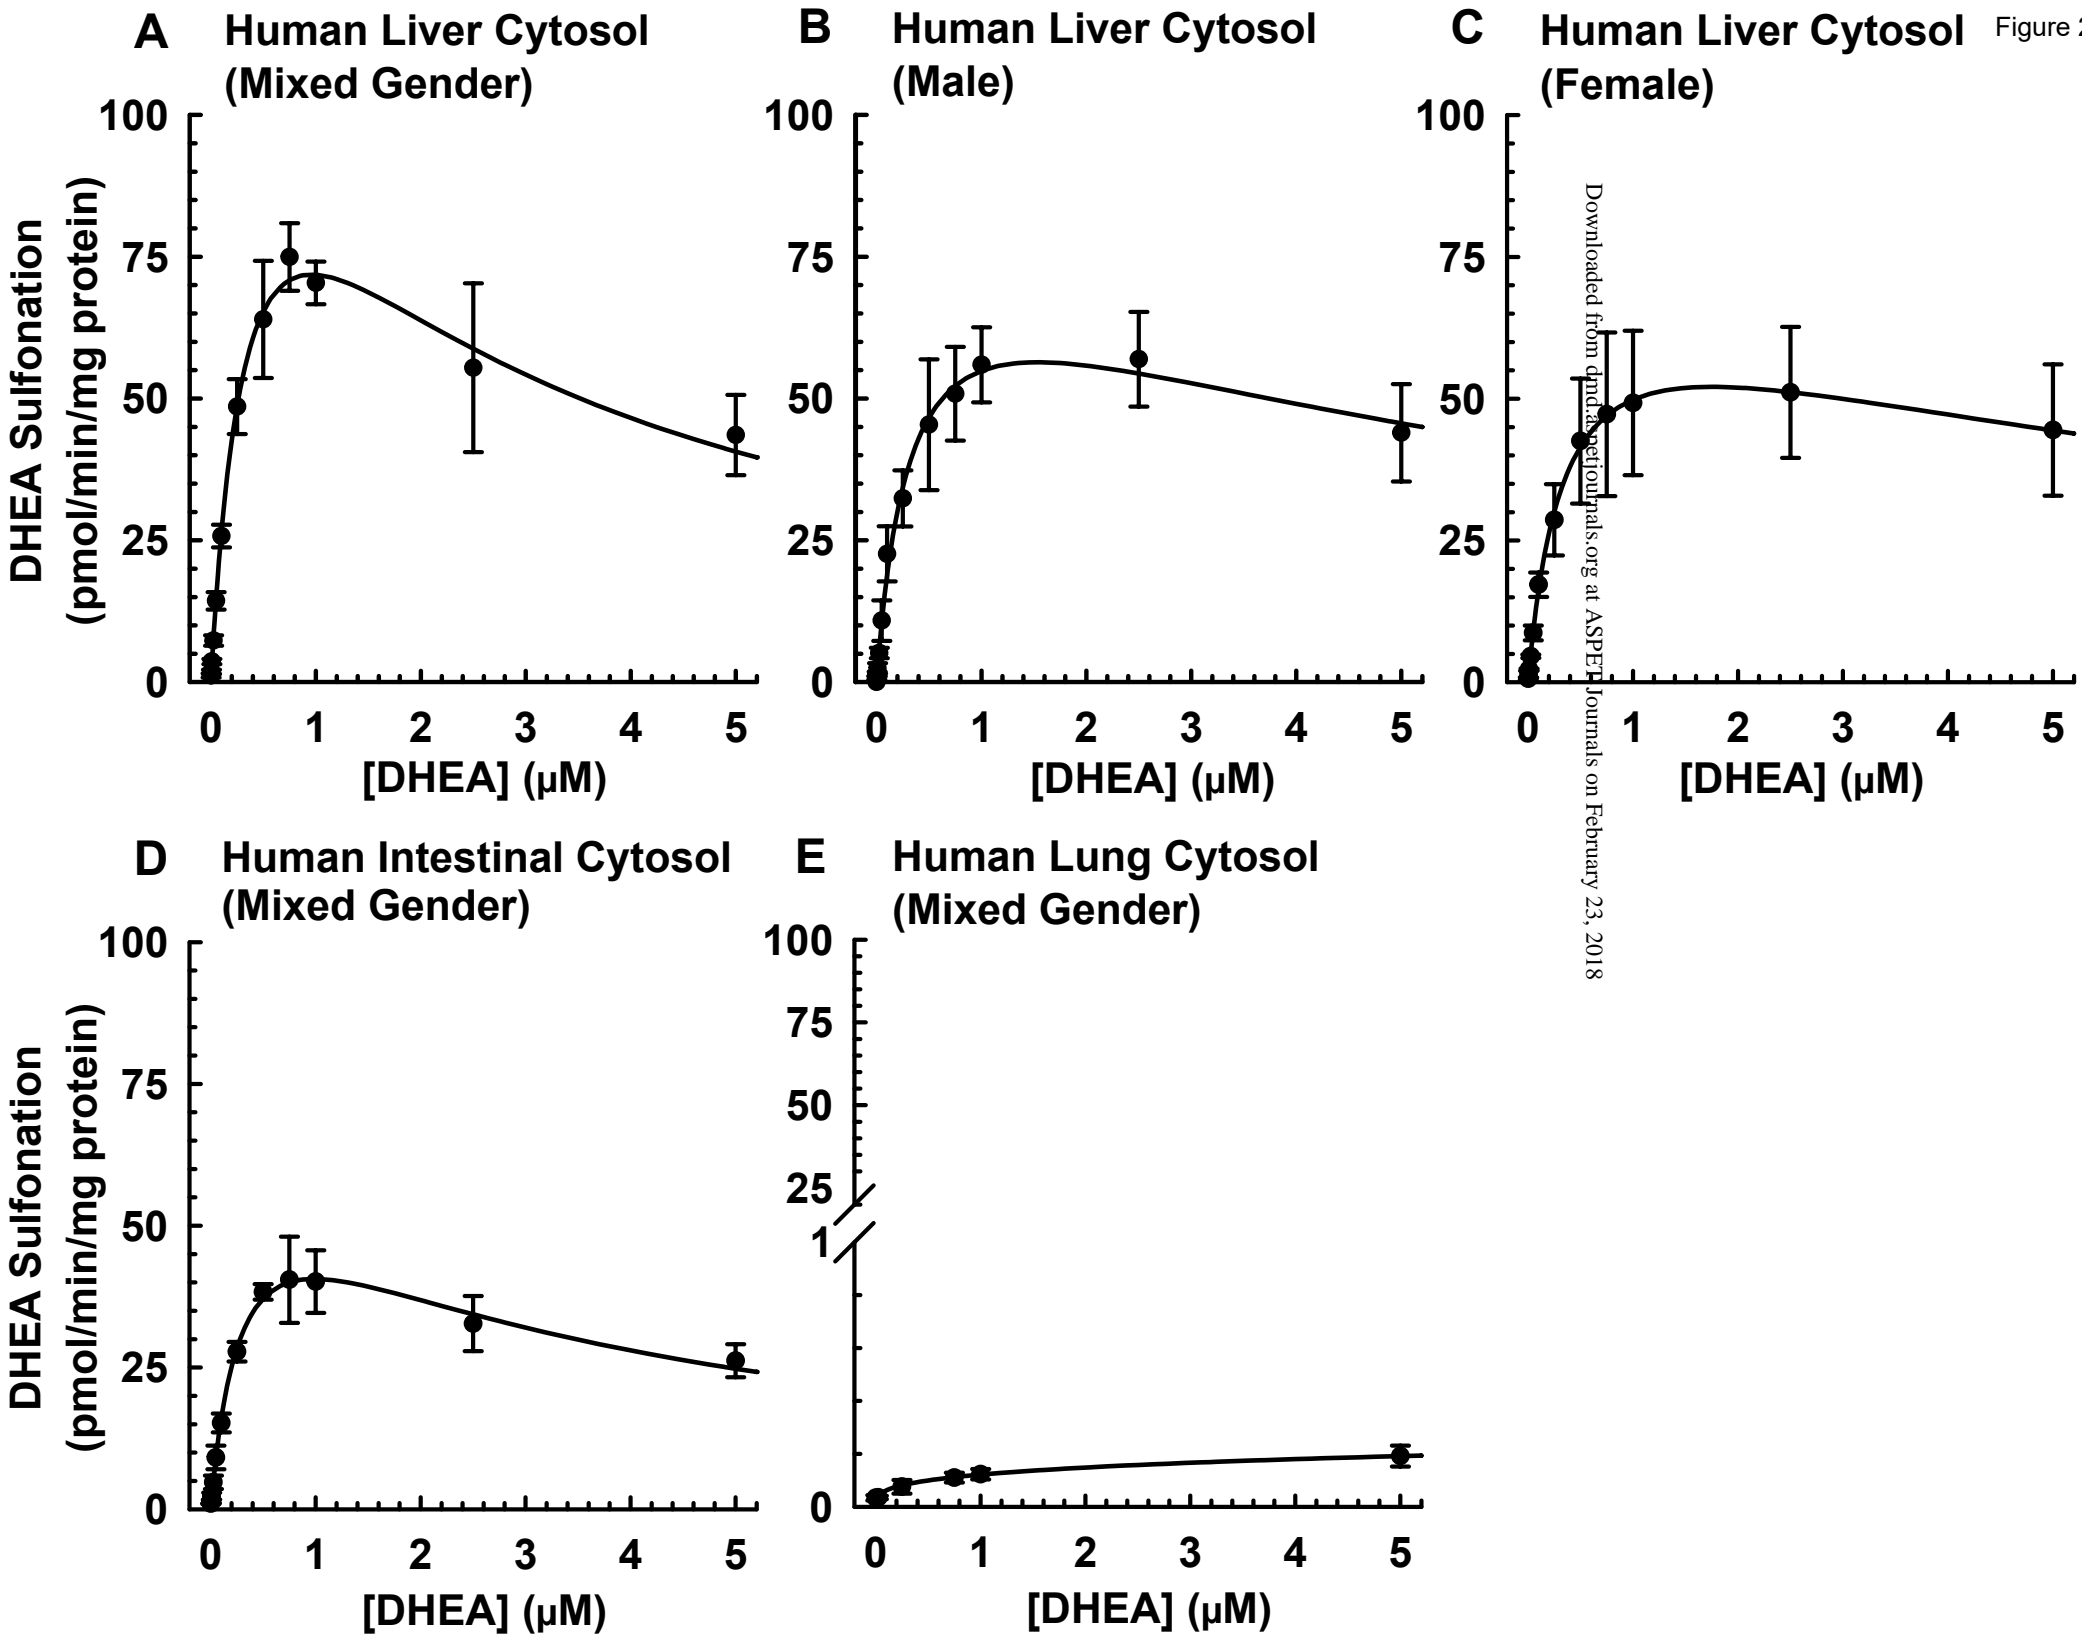 A Human Liver Cytosol
(Mixed Gender)
100
75
50
25
0
0 1 2 3 4 5
DHEA Sulfonation
(pmol/min/mg protein)
[DHEA] (µM)
B Human Liver Cytosol
(Male)
100
75
50
25
0
0 1 2 3 4 5
[DHEA] (µM)
C Human Liver Cytosol
(Female)
Figure 2
100
75
50
25
0
0 1 2 3 4 5
[DHEA] (µM)
Downloaded from dmd.aspetjournals.org at ASPET Journals on February 23, 2018
D Human Intestinal Cytosol
(Mixed Gender)
100
75
50
25
0
0 1 2 3 4 5
DHEA Sulfonation
(pmol/min/mg protein)
[DHEA] (µM)
E Human Lung Cytosol
(Mixed Gender)
100
75
50
25
1
0
0 1 2 3 4 5
[DHEA] (µM)